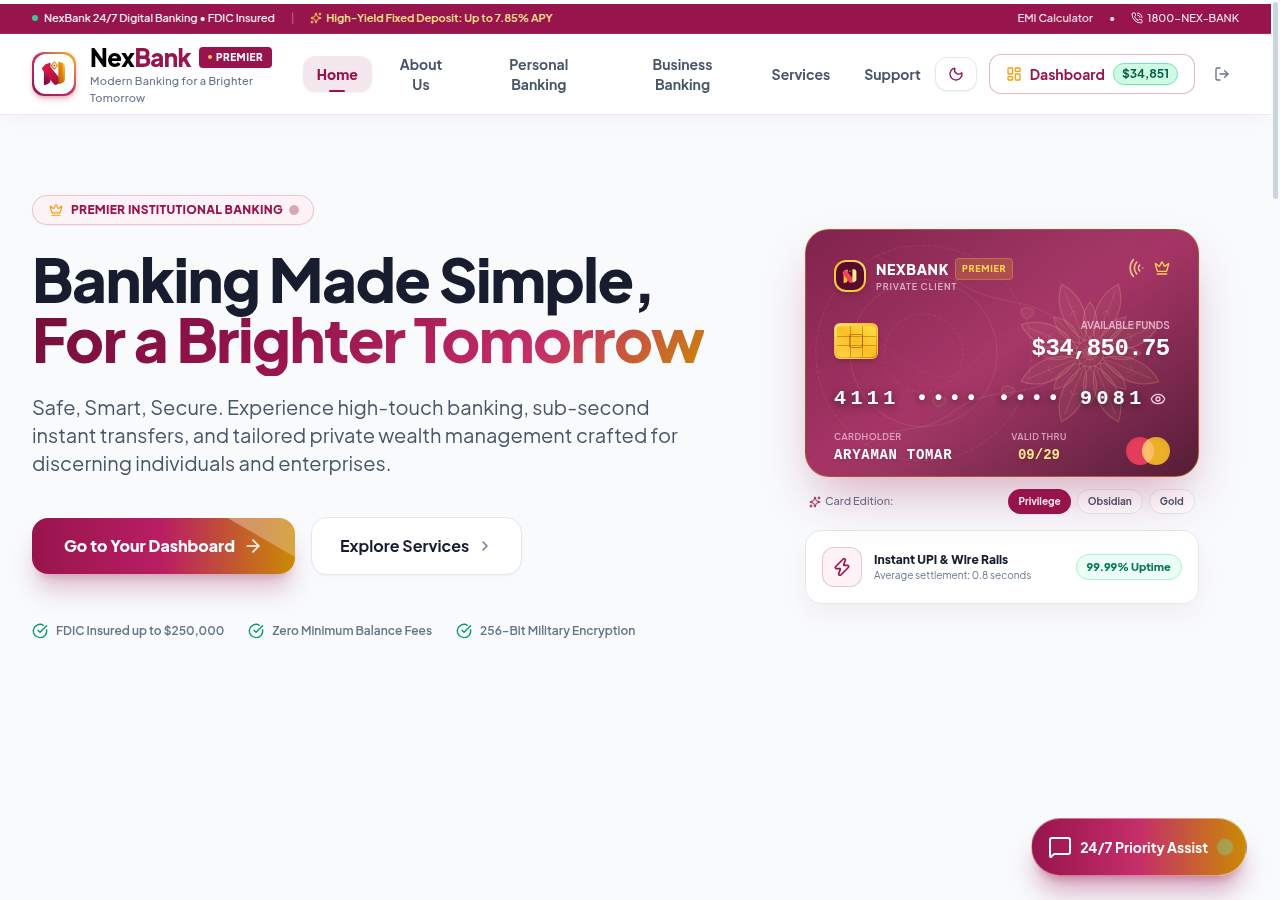 NexBank 24/7 Digital Banking • FDIC Insured | High-Yield Fixed Deposit: Up to 7.85% APY
EMI Calculator • 1800-NEX-BANK
NexBank • PREMIER
Modern Banking for a Brighter
Tomorrow
Home
About
Us
Personal
Banking
Business
Banking
Services
Support
Dashboard $34,851
PREMIER INSTITUTIONAL BANKING
Banking Made Simple,
For a Brighter Tomorrow
Safe, Smart, Secure. Experience high-touch banking, sub-second
instant transfers, and tailored private wealth management crafted for
discerning individuals and enterprises.
Go to Your Dashboard
Explore Services
FDIC Insured up to $250,000
Zero Minimum Balance Fees
256-Bit Military Encryption
NEXBANK PREMIER
PRIVATE CLIENT
AVAILABLE FUNDS
$34,850.75
4111 •••• •••• 9081
CARDHOLDER
ARYAMAN TOMAR
VALID THRU
09/29
Card Edition:
Privilege
Obsidian
Gold
Instant UPI & Wire Rails
Average settlement: 0.8 seconds
99.99% Uptime
24/7 Priority Assist